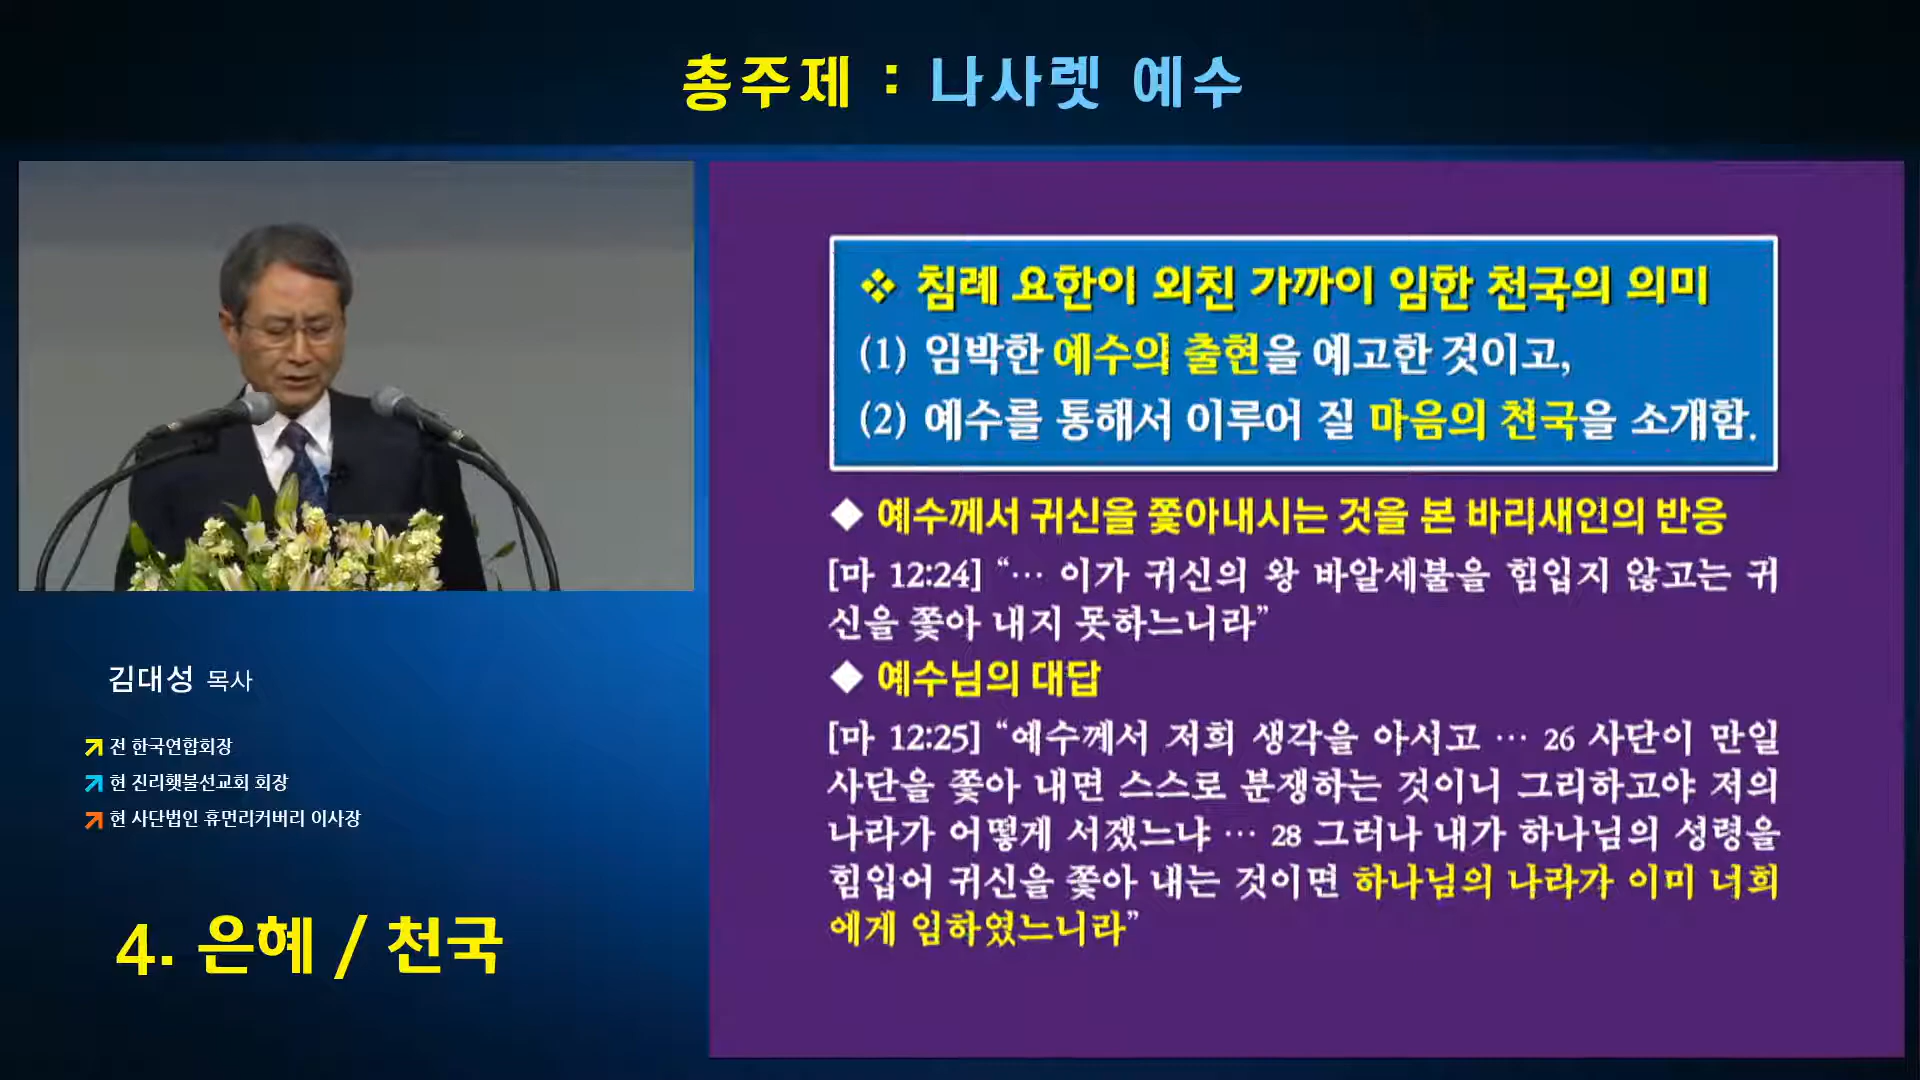 총주제 : 나사렛 예수
❖ 침례 요한이 외친 가까이 임한 천국의 의미
(1) 임박한 예수의 출현을 예고한 것이고,
(2) 예수를 통해서 이루어 질 마음의 천국을 소개함.
◆ 예수께서 귀신을 쫓아내시는 것을 본 바리새인의 반응
[마 12:24] “… 이가 귀신의 왕 바알세불을 힘입지 않고는 귀
신을 쫓아 내지 못하느니라”
◆ 예수님의 대답
[마 12:25] “예수께서 저희 생각을 아시고 … 26 사단이 만일
사단을 쫓아 내면 스스로 분쟁하는 것이니 그리하고야 저의
나라가 어떻게 서겠느냐 … 28 그러나 내가 하나님의 성령을
힘입어 귀신을 쫓아 내는 것이면 하나님의 나라가 이미 너희
에게 임하였느니라”
김대성 목사
전 한국연합회장
현 진리횃불선교회 회장
현 사단법인 휴먼리커버리 이사장
4. 은혜 / 천국